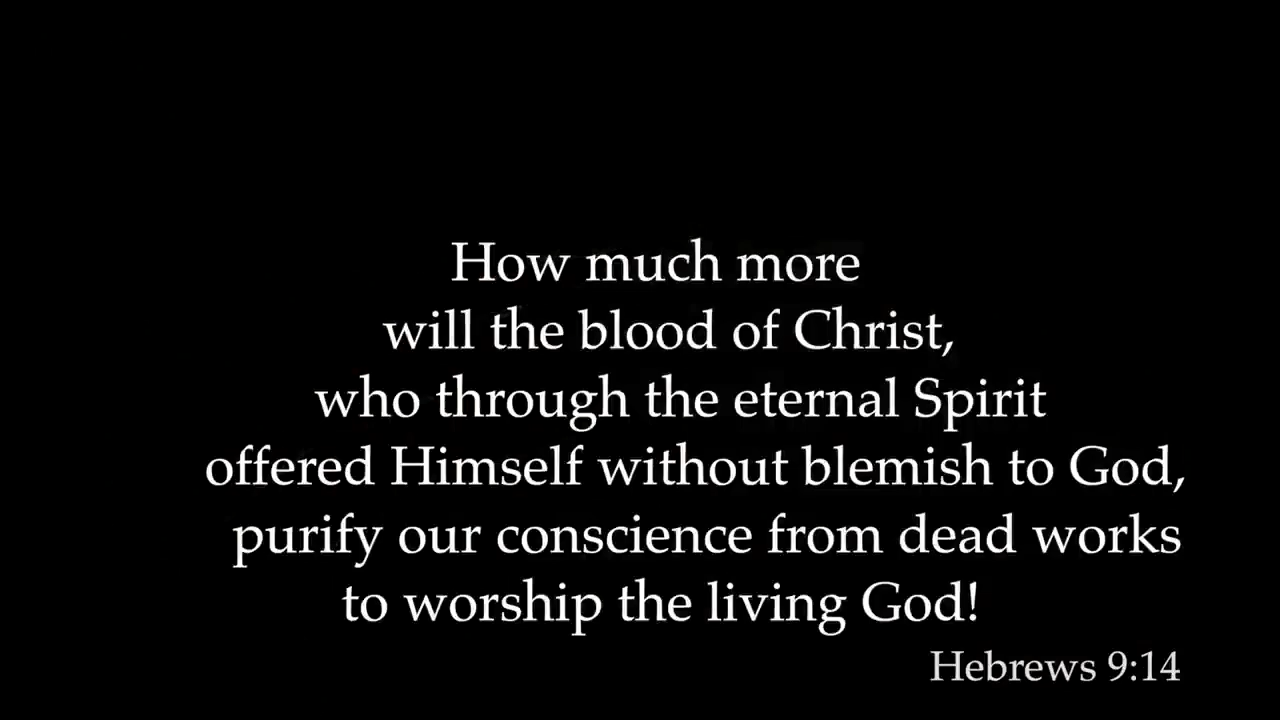 How much more
will the blood of Christ,
who through the eternal Spirit
offered Himself without blemish to God,
purify our conscience from dead works
to worship the living God!
Hebrews 9:14